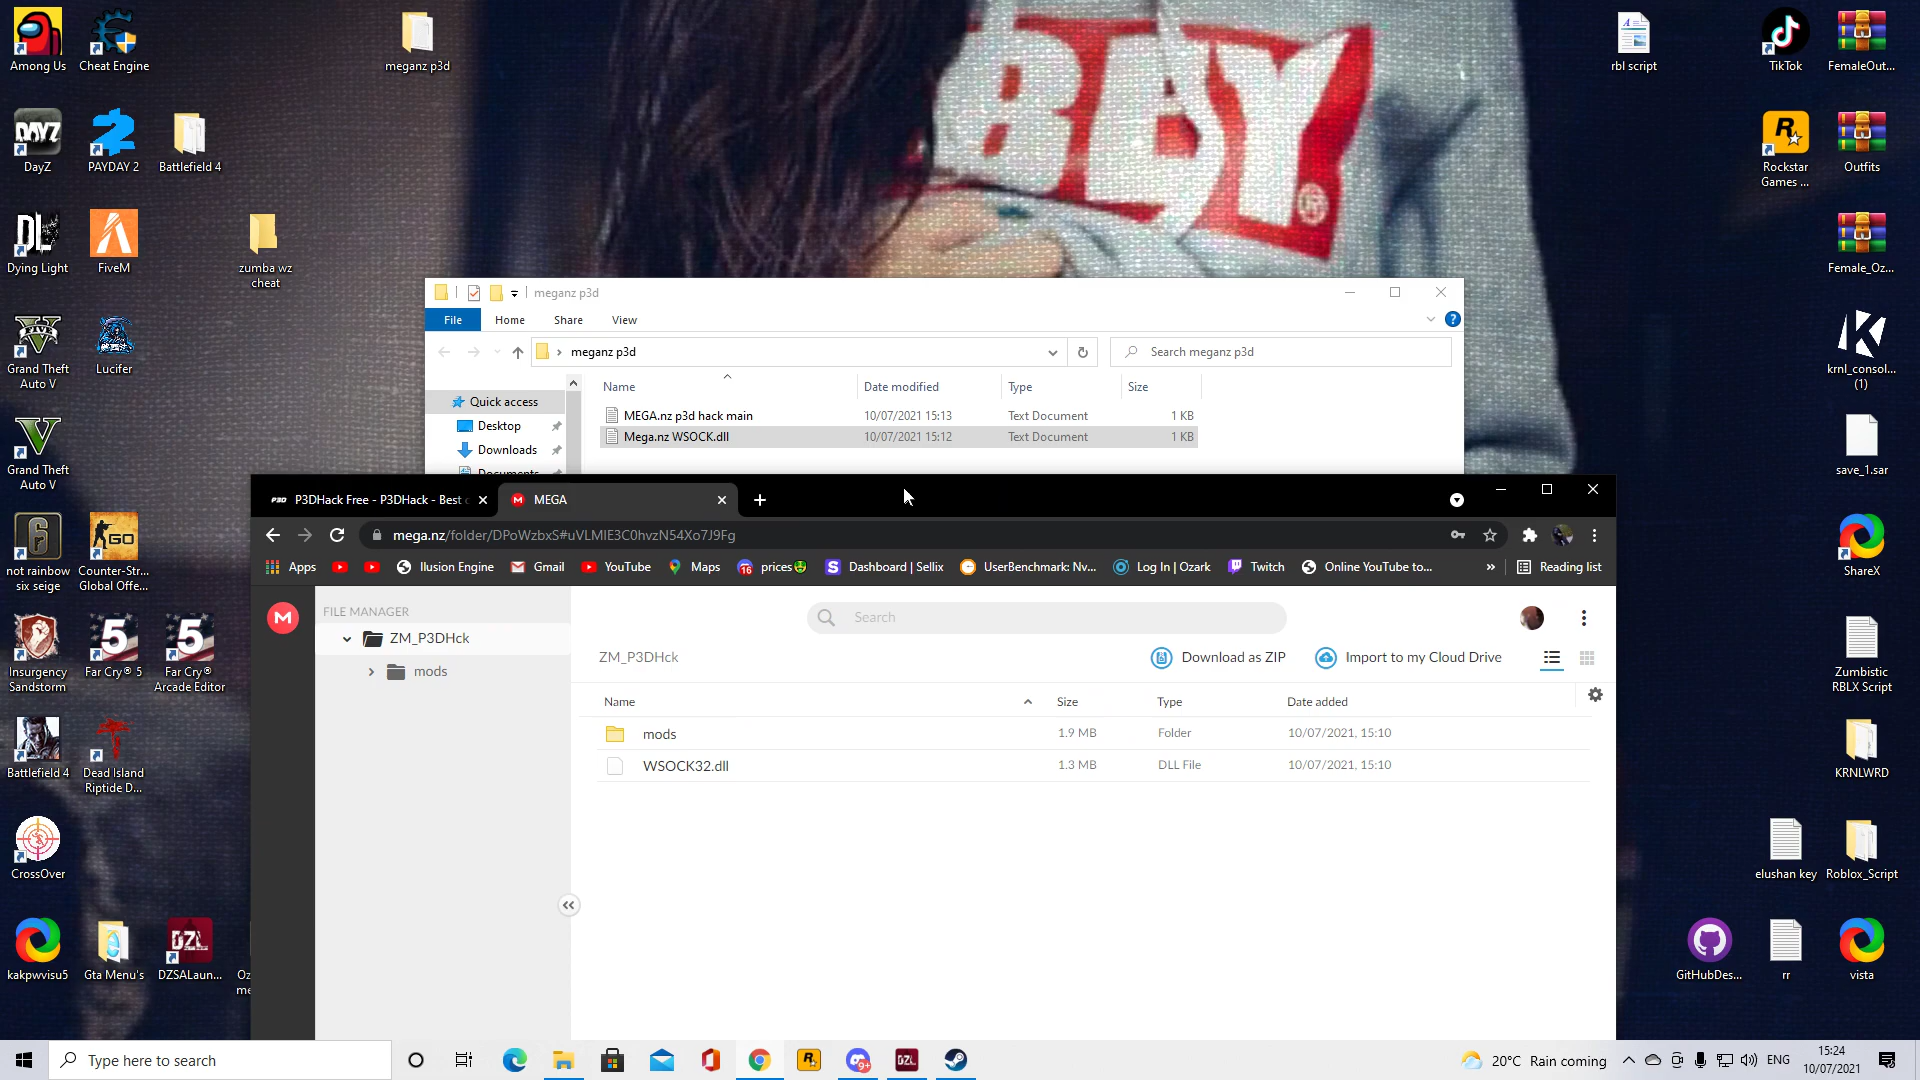 Among Us
Cheat Engine
meganz p3d
rbl script
TikTok
FemaleOut...
DayZ
PAYDAY 2
Battlefield 4
Rockstar
Games ...
Outfits
Dying Light
FiveM
zumba wz
cheat
Female_Oz...
BAY
Grand Theft
Auto V
Lucifer
krnl_consol...
(1)
Grand Theft
Auto V
save_1.sar
not rainbow
six seige
Counter-Str...
Global Offe...
ShareX
Insurgency
Sandstorm
Far Cry® 5
Far Cry®
Arcade Editor
Zumbistic
RBLX Script
Battlefield 4
Dead Island
Riptide D...
KRNLWRD
CrossOver
elushan key
Roblox_Script
kakpwvisu5
Gta Menu's
DZSALaun...
Oz
me
GitHubDes...
rr
vista
meganz p3d
File
Home
Share
View
meganz p3d
Search meganz p3d
Name
Date modified
Type
Size
Quick access
Desktop
Downloads
Documents
MEGA.nz p3d hack main
10/07/2021 15:13
Text Document
1 KB
Mega.nz WSOCK.dll
10/07/2021 15:12
Text Document
1 KB
P3DHack Free - P3DHack - Best c
MEGA
mega.nz/folder/DPoWzbxS#uVLMIE3C0hvzN54Xo7J9Fg
Apps
Ilusion Engine
Gmail
YouTube
Maps
prices
Dashboard | Sellix
UserBenchmark: Nv...
Log In | Ozark
Twitch
Online YouTube to...
»
Reading list
FILE MANAGER
ZM_P3DHck
mods
Search
ZM_P3DHck
Download as ZIP
Import to my Cloud Drive
Name
Size
Type
Date added
mods
1.9 MB
Folder
10/07/2021, 15:10
WSOCK32.dll
1.3 MB
DLL File
10/07/2021, 15:10
Type here to search
20°C Rain coming
ENG
15:24
10/07/2021